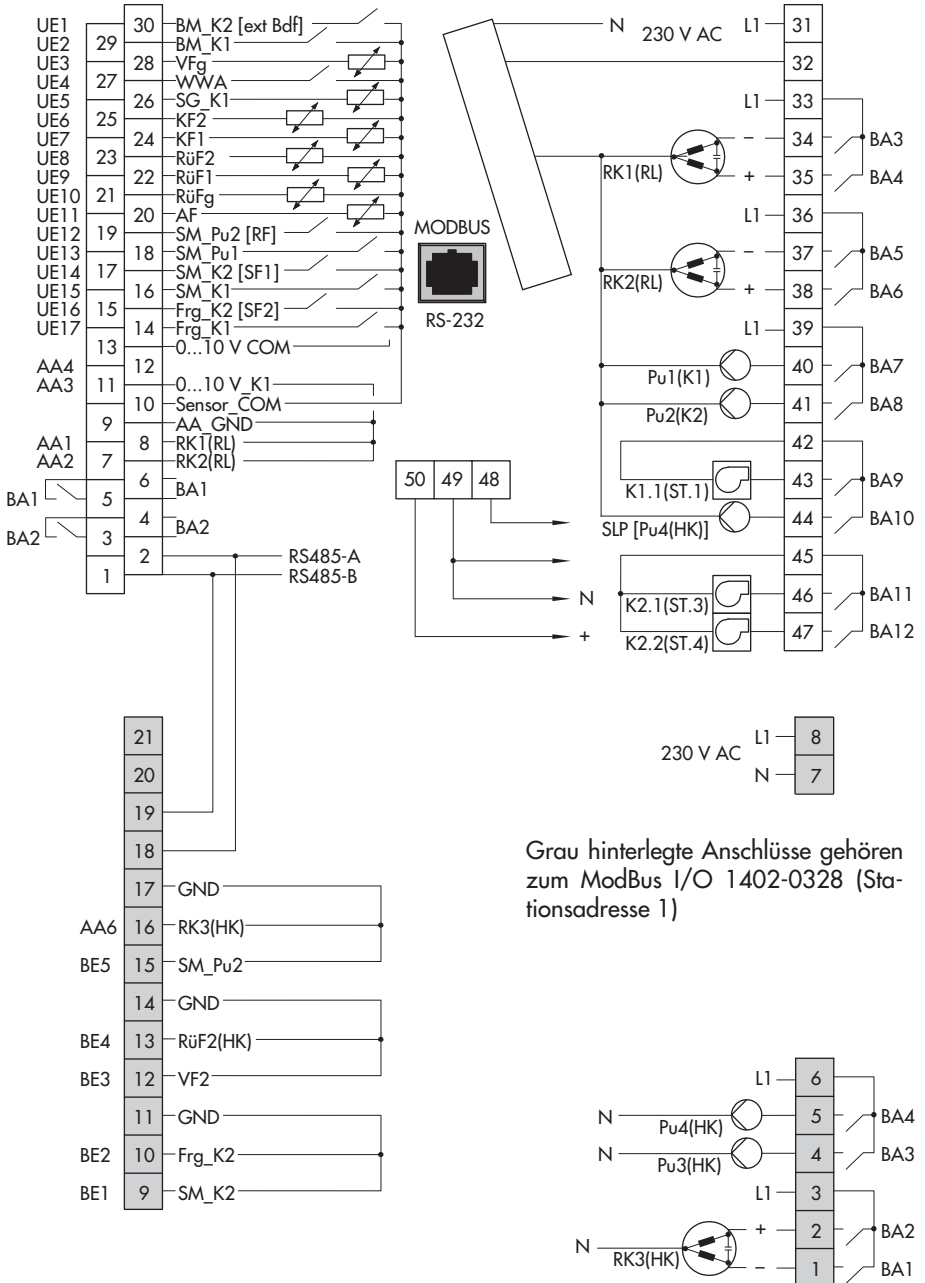 UE1 30 BM_K2 [ext Bdf]
UE2 29 BM_K1
UE3 28 VFg
UE4 27 WWA
UE5 26 SG_K1
UE6 25 KF2
UE7 24 KF1
UE8 23 RüF2
UE9 22 RüF1
UE10 21 RüFg
UE11 20 AF
UE12 19 SM_Pu2 [RF]
UE13 18 SM_Pu1
UE14 17 SM_K2 [SF1]
UE15 16 SM_K1
UE16 15 Frg_K2 [SF2]
UE17 14 Frg_K1
13 0...10 V COM
AA4 12
AA3 11 0...10 V_K1
10 Sensor_COM
9 AA_GND
AA1 8 RK1(RL)
AA2 7 RK2(RL)
6 BA1
BA1 5
4 BA2
BA2 3
2 RS485-A
1 RS485-B
MODBUS
RS-232
N 230 V AC L1 31
32
L1 33
− 34 BA3
RK1(RL)
+ 35 BA4
L1 36
− 37 BA5
RK2(RL)
+ 38 BA6
L1 39
Pu1(K1) 40 BA7
Pu2(K2) 41 BA8
42
K1.1(ST.1) 43 BA9
SLP [Pu4(HK)] 44 BA10
45
K2.1(ST.3) 46 BA11
K2.2(ST.4) 47 BA12
50 49 48
N
+
21
20
19
18
17 GND
AA6 16 RK3(HK)
BE5 15 SM_Pu2
14 GND
BE4 13 RüF2(HK)
BE3 12 VF2
11 GND
BE2 10 Frg_K2
BE1 9 SM_K2
230 V AC L1 8
N 7
Grau hinterlegte Anschlüsse gehören
zum ModBus I/O 1402-0328 (Sta-
tionsadresse 1)
L1 6
N Pu4(HK) 5 BA4
N Pu3(HK) 4 BA3
L1 3
+ 2 BA2
N RK3(HK)
− 1 BA1